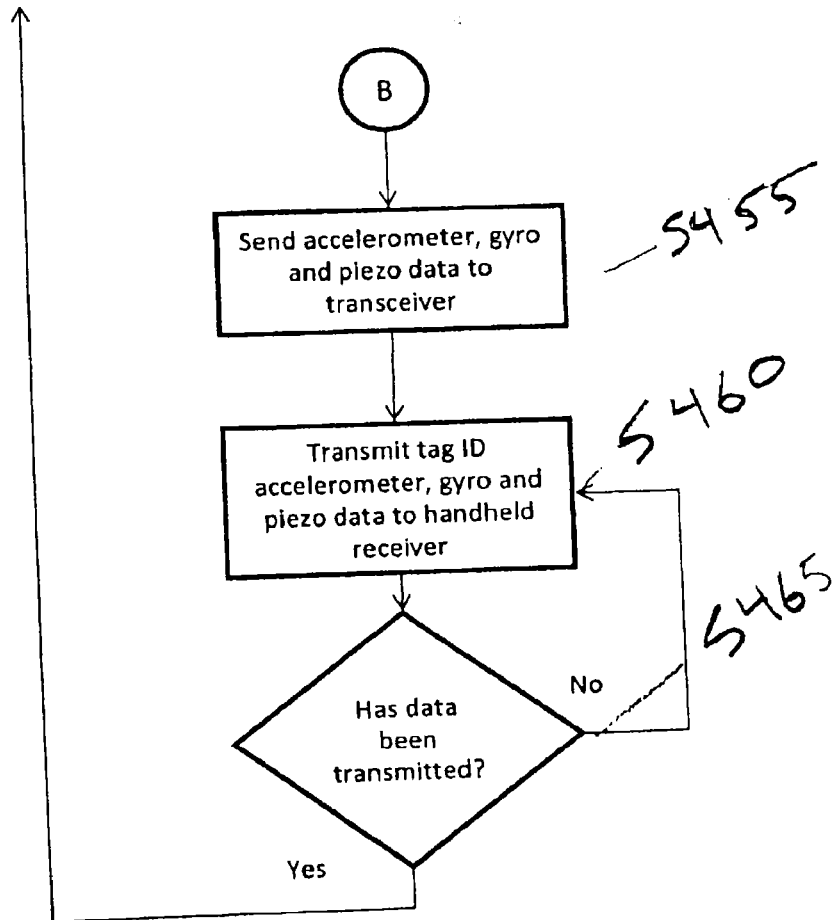 B
Send accelerometer, gyro
and piezo data to
transceiver
S455
Transmit tag ID
accelerometer, gyro and
piezo data to handheld
receiver
S460
Has data
been
transmitted?
No
S465
Yes